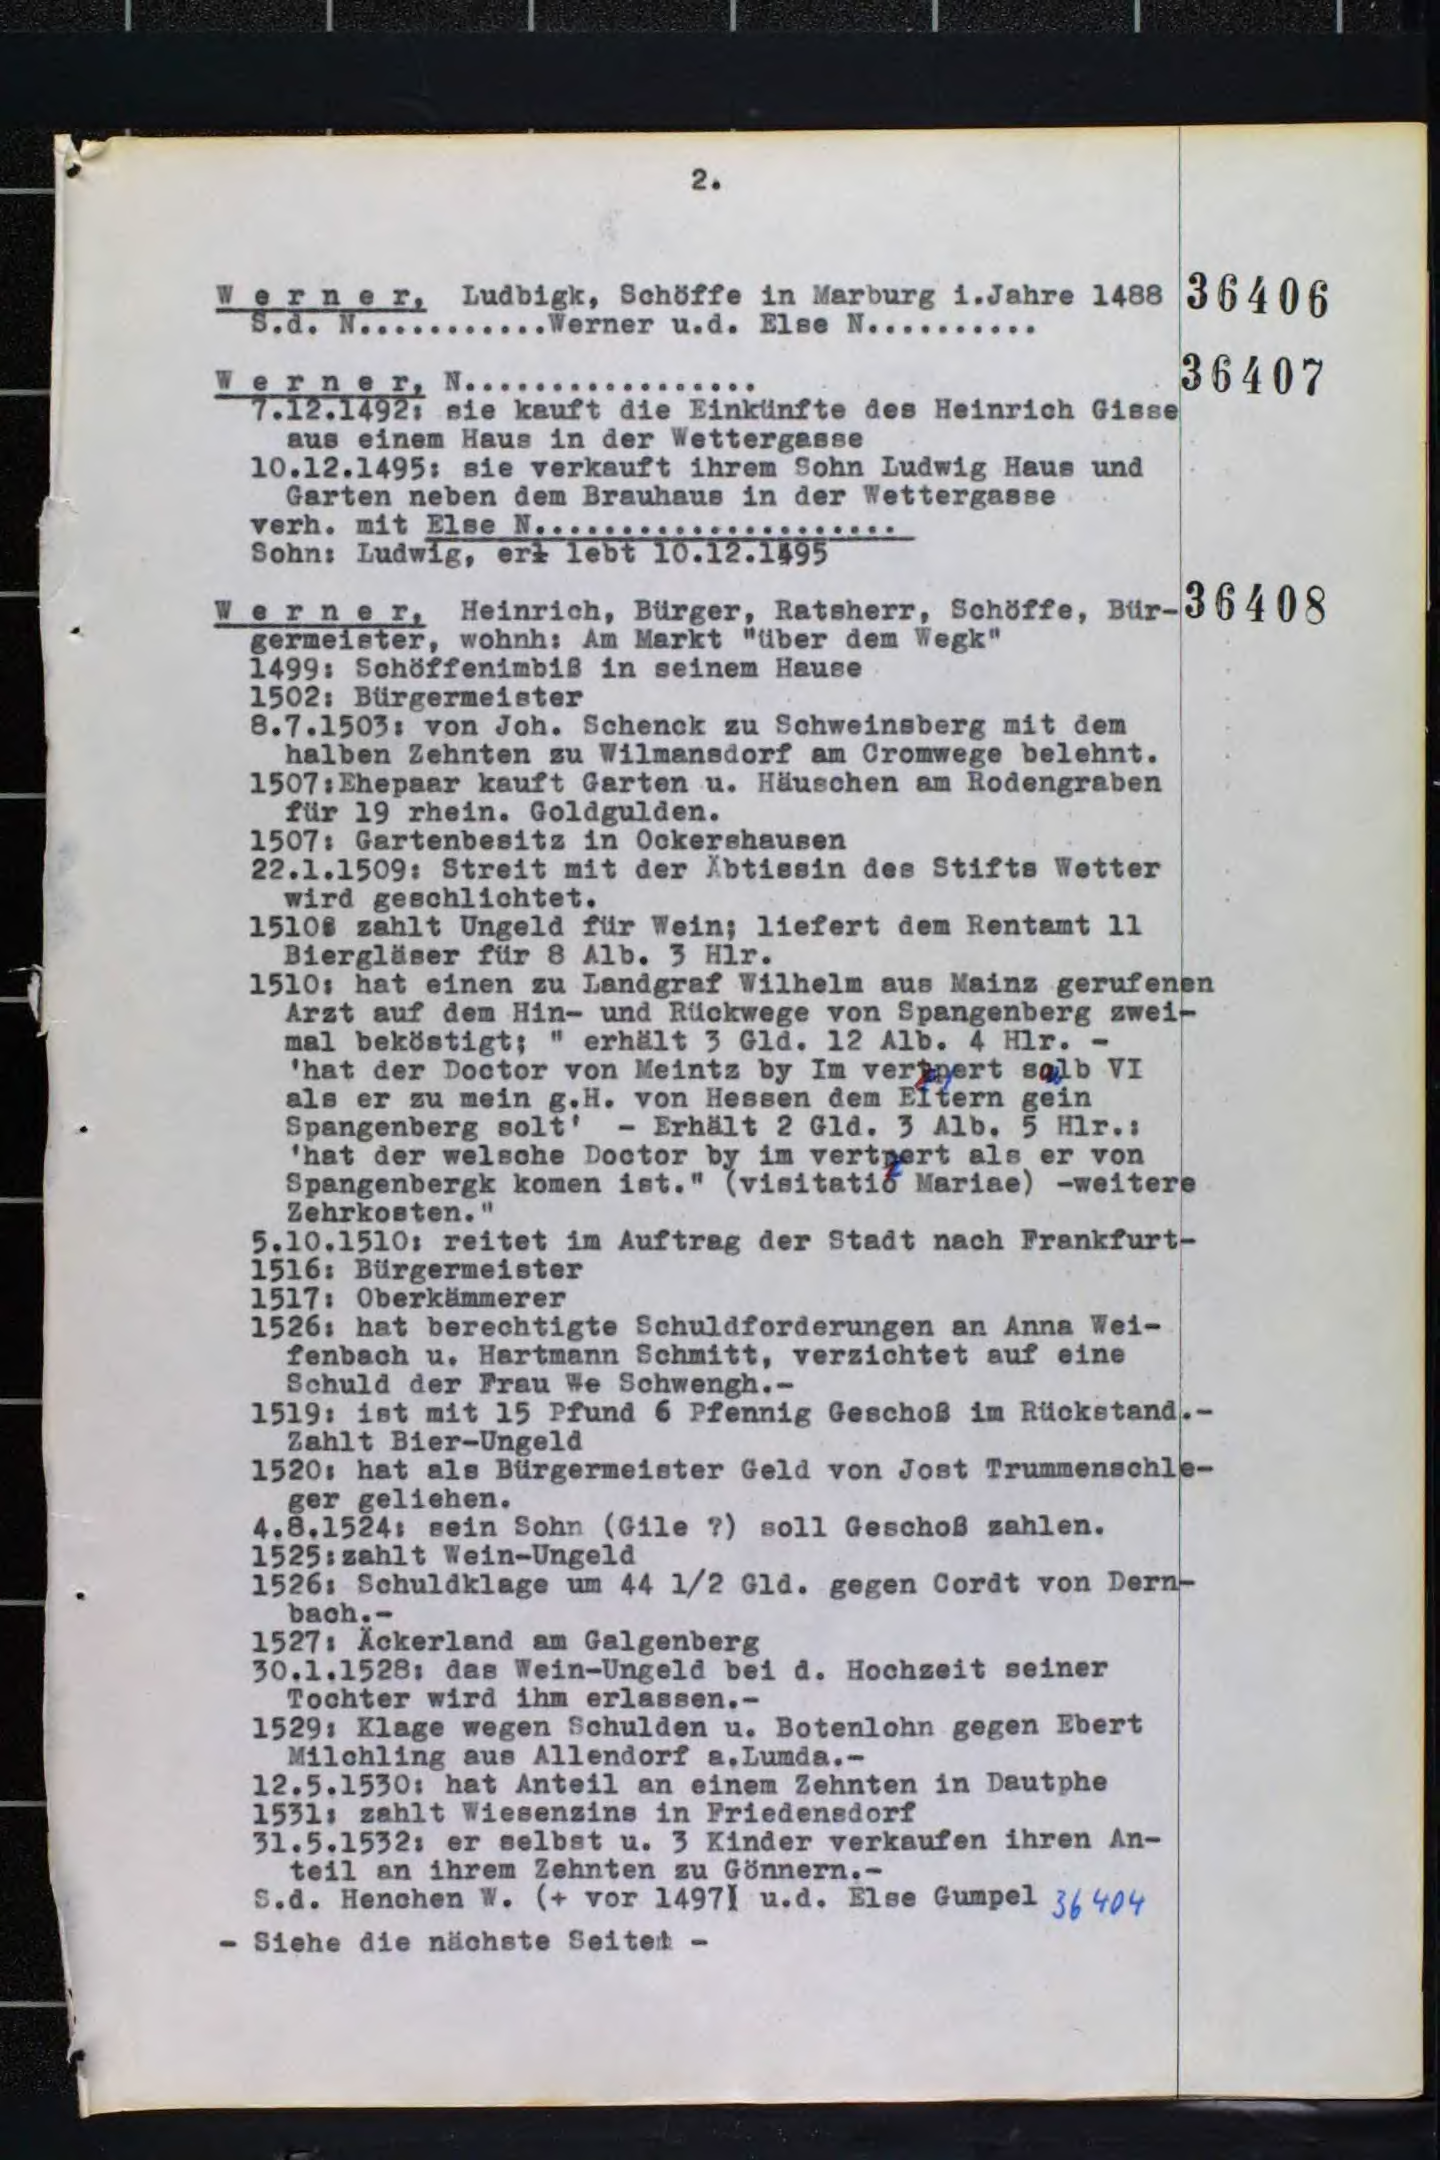 2.
W e r n e r, Ludbigk, Schöffe in Marburg i.Jahre 1488 36406
S.d. N...........Werner u.d. Else N..........
W e r n e r, N................. 36407
7.12.1492: sie kauft die Einkünfte des Heinrich Gisse
aus einem Haus in der Wettergasse
10.12.1495: sie verkauft ihrem Sohn Ludwig Haus und
Garten neben dem Brauhaus in der Wettergasse
verh. mit Else N.....................
Sohn: Ludwig, er lebt 10.12.1495
W e r n e r, Heinrich, Bürger, Ratsherr, Schöffe, Bür- 36408
germeister, wohnh: Am Markt "über dem Wegk"
1499: Schöffenimbiß in seinem Hause
1502: Bürgermeister
8.7.1503: von Joh. Schenck zu Schweinsberg mit dem
halben Zehnten zu Wilmansdorf am Cromwege belehnt.
1507:Ehepaar kauft Garten u. Häuschen am Rodengraben
für 19 rhein. Goldgulden.
1507: Gartenbesitz in Ockershausen
22.1.1509: Streit mit der Äbtissin des Stifts Wetter
wird geschlichtet.
1510: zahlt Ungeld für Wein; liefert dem Rentamt 11
Biergläser für 8 Alb. 3 Hlr.
1510: hat einen zu Landgraf Wilhelm aus Mainz gerufenen
Arzt auf dem Hin- und Rückwege von Spangenberg zwei-
mal beköstigt; " erhält 3 Gld. 12 Alb. 4 Hlr. -
'hat der Doctor von Meintz by Im VI
als er zu mein g.H. von Hessen dem Eltern gein
Spangenberg solt' - Erhält 2 Gld. 3 Alb. 5 Hlr.:
'hat der welsche Doctor by im als er von
Spangenbergk komen ist." (visitatio Mariae) -weitere
Zehrkosten."
5.10.1510: reitet im Auftrag der Stadt nach Frankfurt-
1516: Bürgermeister
1517: Oberkämmerer
1526: hat berechtigte Schuldforderungen an Anna Wei-
fenbach u. Hartmann Schmitt, verzichtet auf eine
Schuld der Frau We Schwengh.-
1519: ist mit 15 Pfund 6 Pfennig Geschoß im Rückstand.-
Zahlt Bier-Ungeld
1520: hat als Bürgermeister Geld von Jost Trummenschle-
ger geliehen.
4.8.1524: sein Sohn (Gile ?) soll Geschoß zahlen.
1525:zahlt Wein-Ungeld
1526: Schuldklage um 44 1/2 Gld. gegen Cordt von Dern-
bach.-
1527: Äckerland am Galgenberg
30.1.1528: das Wein-Ungeld bei d. Hochzeit seiner
Tochter wird ihm erlassen.-
1529: Klage wegen Schulden u. Botenlohn gegen Ebert
Milchling aus Allendorf a.Lumda.-
12.5.1530: hat Anteil an einem Zehnten in Dautphe
1531: zahlt Wiesenzins in Friedensdorf
31.5.1532: er selbst u. 3 Kinder verkaufen ihren An-
teil an ihrem Zehnten zu Gönnern.-
S.d. Henchen W. (+ vor 1497) u.d. Else Gumpel 36404
- Siehe die nächste Seite -